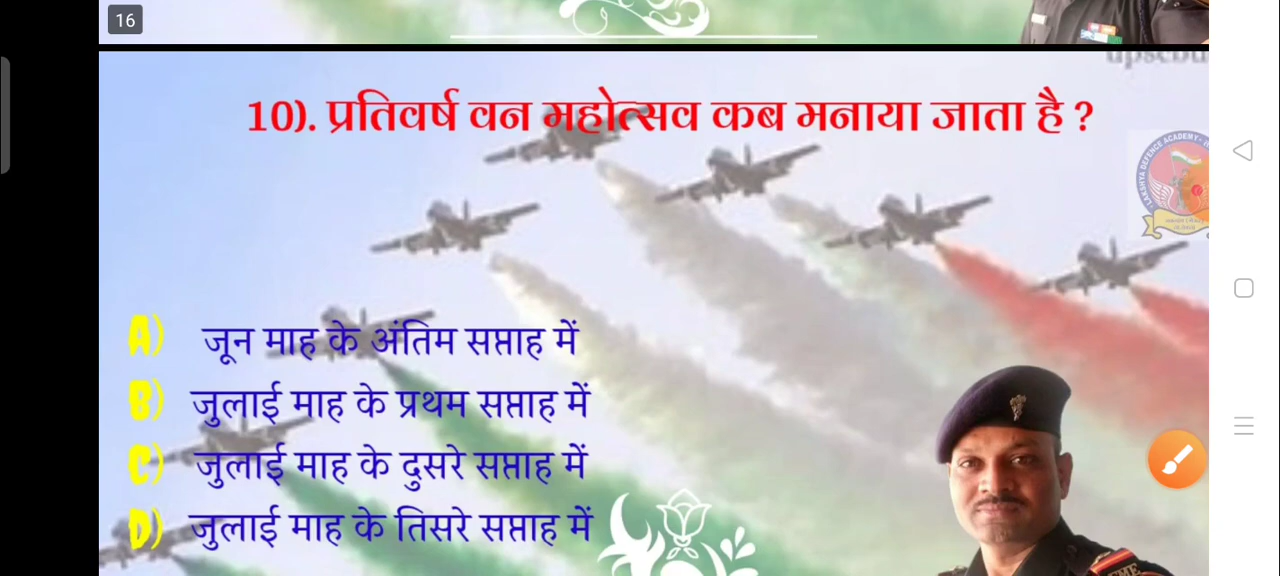 16
10). प्रतिवर्ष वन महोत्सव कब मनाया जाता है ?
A) जून माह के अंतिम सप्ताह में
B) जुलाई माह के प्रथम सप्ताह में
C) जुलाई माह के दुसरे सप्ताह में
D) जुलाई माह के तिसरे सप्ताह में